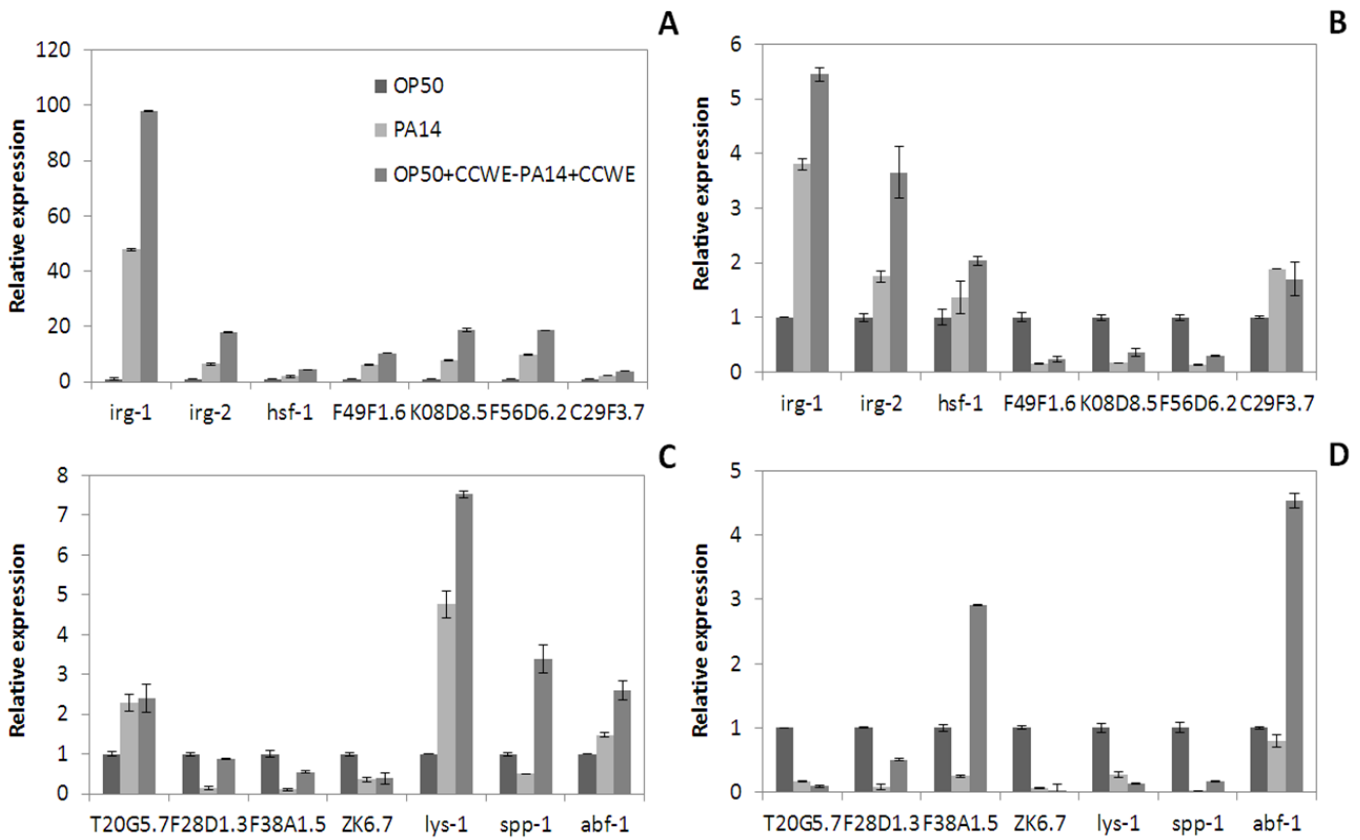 A
Relative expression
120
100
80
60
40
20
0
OP50
PA14
OP50+CCWE-PA14+CCWE
irg-1 irg-2 hsf-1 F49F1.6 K08D8.5 F56D6.2 C29F3.7
B
Relative expression
6
5
4
3
2
1
0
irg-1 irg-2 hsf-1 F49F1.6 K08D8.5 F56D6.2 C29F3.7
C
Relative expression
8
7
6
5
4
3
2
1
0
T20G5.7 F28D1.3 F38A1.5 ZK6.7 lys-1 spp-1 abf-1
D
Relative expression
5
4
3
2
1
0
T20G5.7 F28D1.3 F38A1.5 ZK6.7 lys-1 spp-1 abf-1